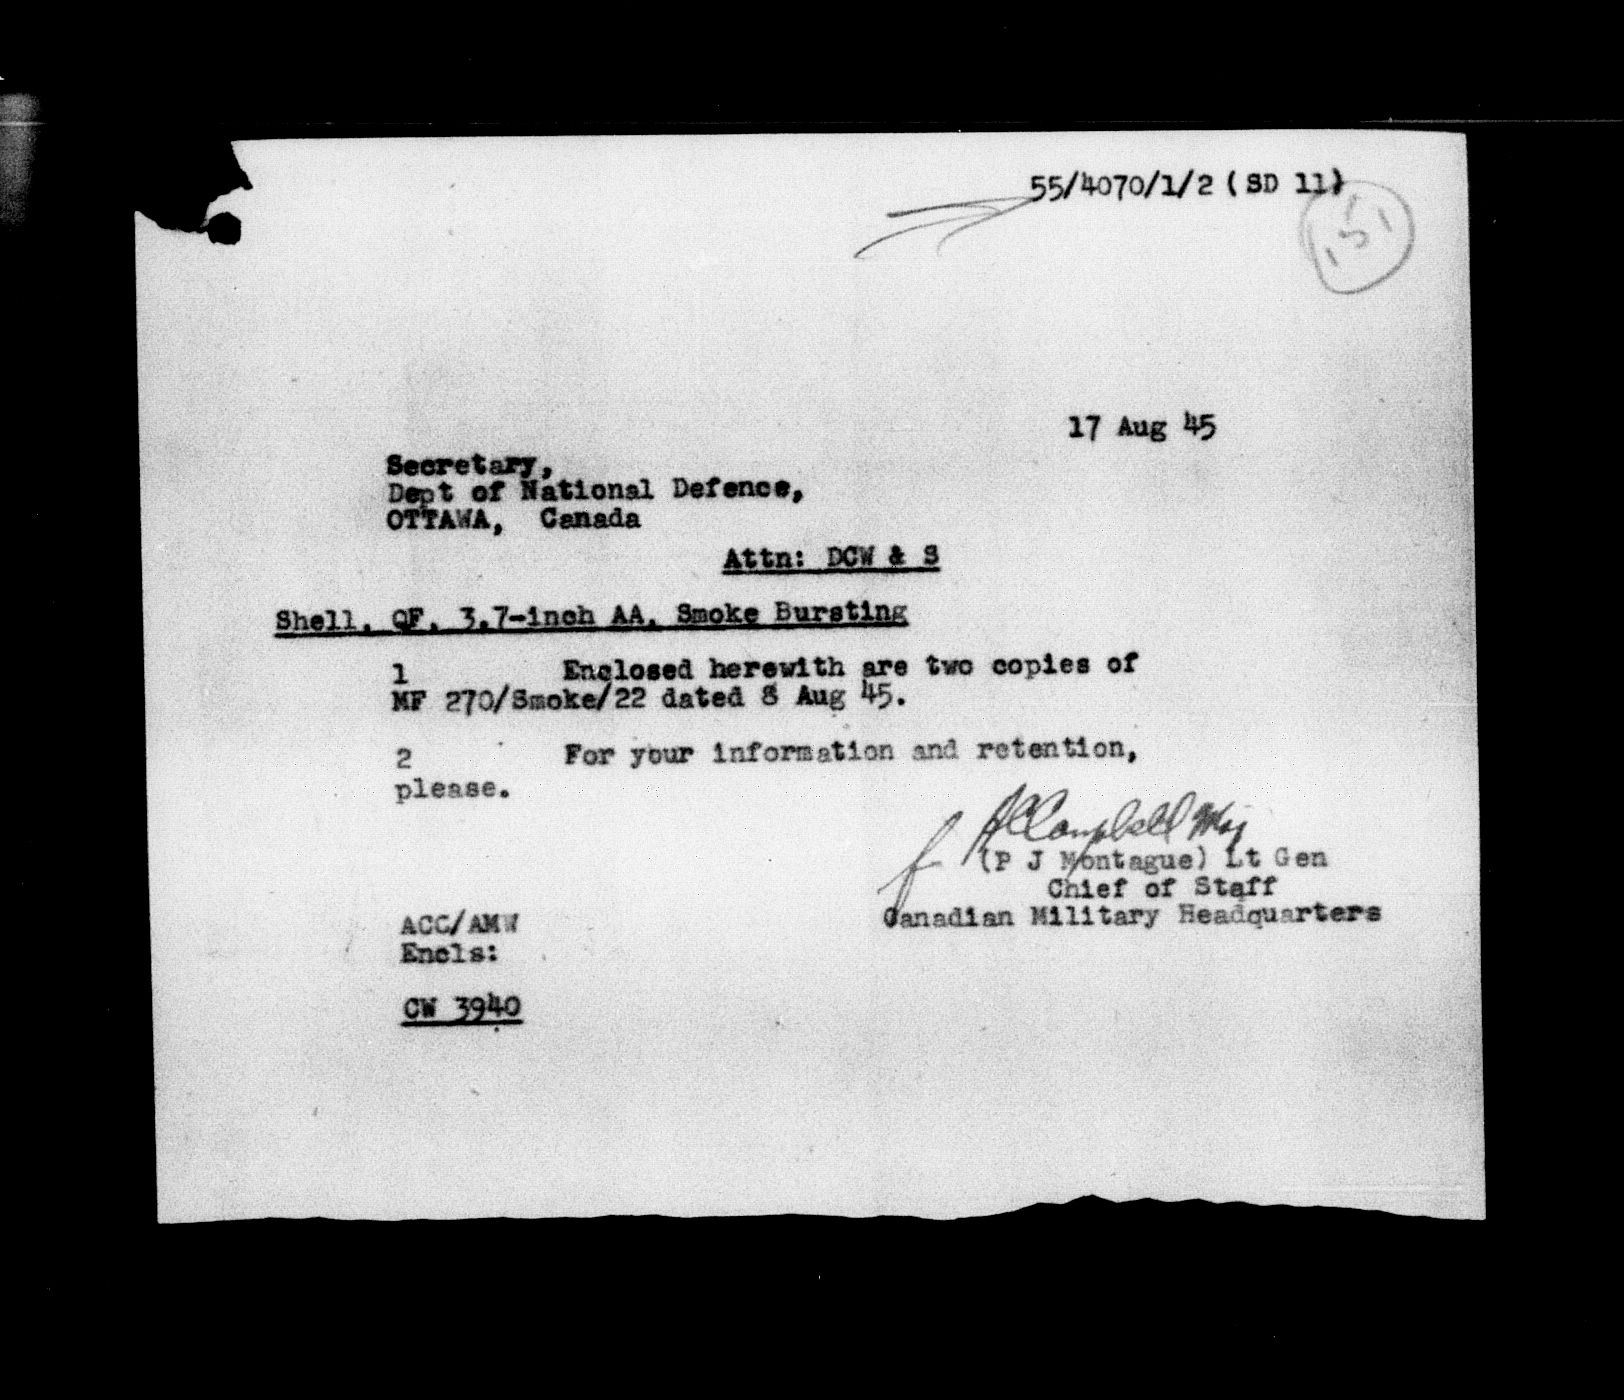 55/4070/1/2 (SD 11)
151
17 Aug 45
Secretary,
Dept of National Defence,
OTTAWA, Canada
Attn: DCW & S
Shell, QF, 3.7-inch AA, Smoke Bursting
1 Enclosed herewith are two copies of
MF 270/Smoke/22 dated 8 Aug 45.
2 For your information and retention,
please.
f ACCampbell Maj
(P J Montague) Lt Gen
Chief of Staff
Canadian Military Headquarters
ACC/AMW
Encls:
CW 3940